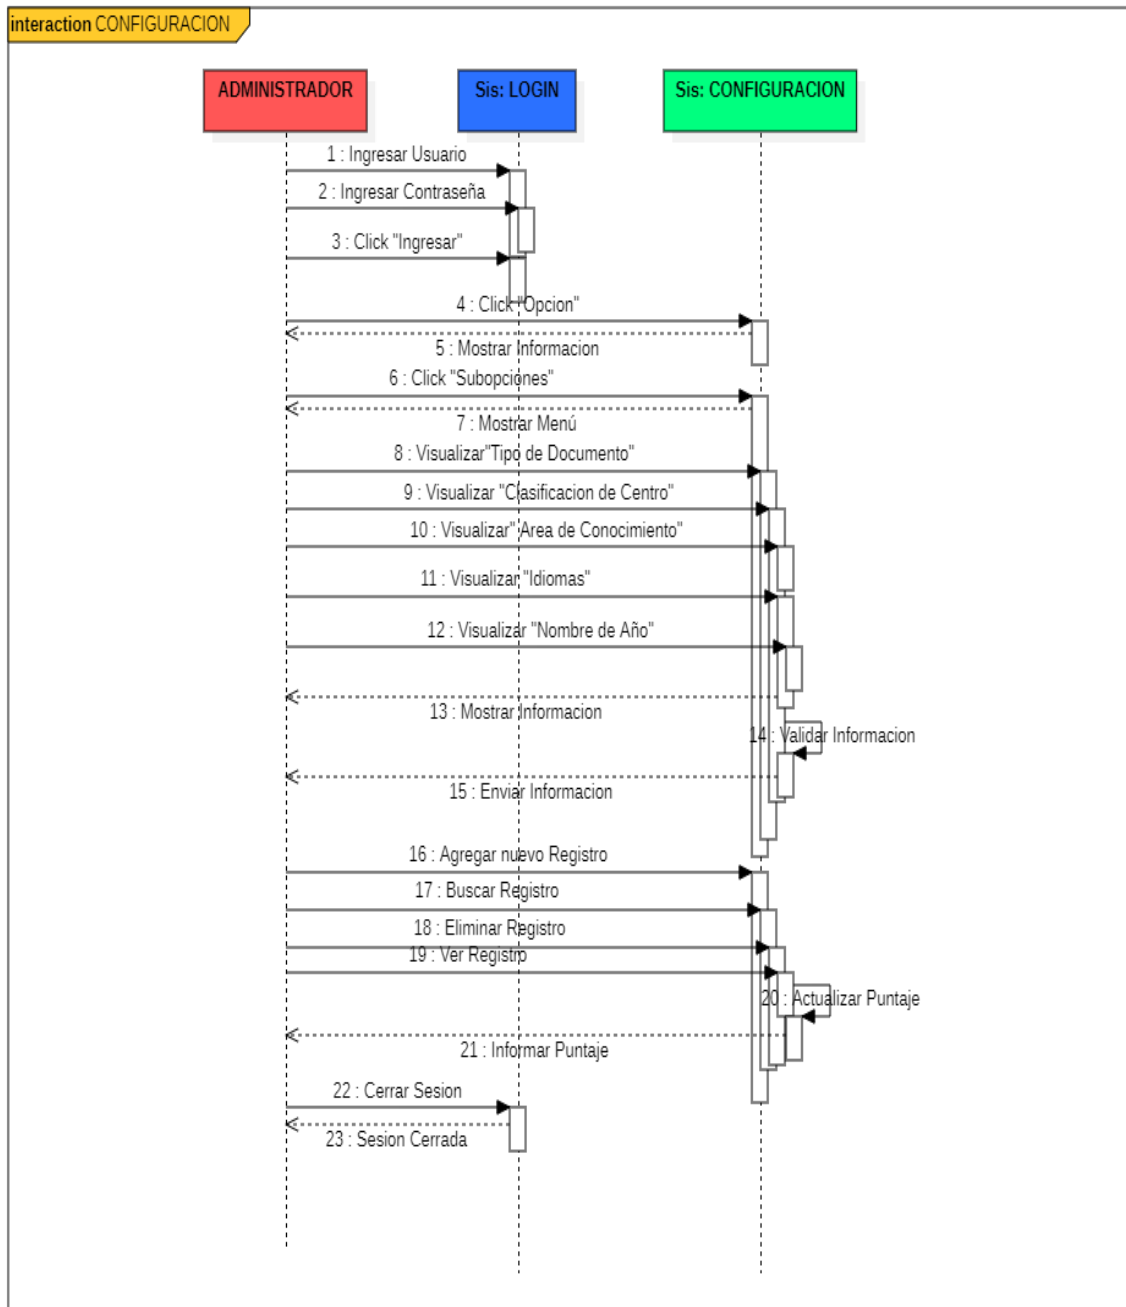 interaction CONFIGURACION
ADMINISTRADOR
Sis: LOGIN
Sis: CONFIGURACION
1 : Ingresar Usuario
2 : Ingresar Contraseña
3 : Click "Ingresar"
4 : Click "Opcion"
5 : Mostrar Informacion
6 : Click "Subopciones"
7 : Mostrar Menú
8 : Visualizar"Tipo de Documento"
9 : Visualizar "Clasificacion de Centro"
10 : Visualizar" Area de Conocimiento"
11 : Visualizar "Idiomas"
12 : Visualizar "Nombre de Año"
13 : Mostrar Informacion
14 : Validar Informacion
15 : Enviar Informacion
16 : Agregar nuevo Registro
17 : Buscar Registro
18 : Eliminar Registro
19 : Ver Registro
20 : Actualizar Puntaje
21 : Informar Puntaje
22 : Cerrar Sesion
23 : Sesion Cerrada